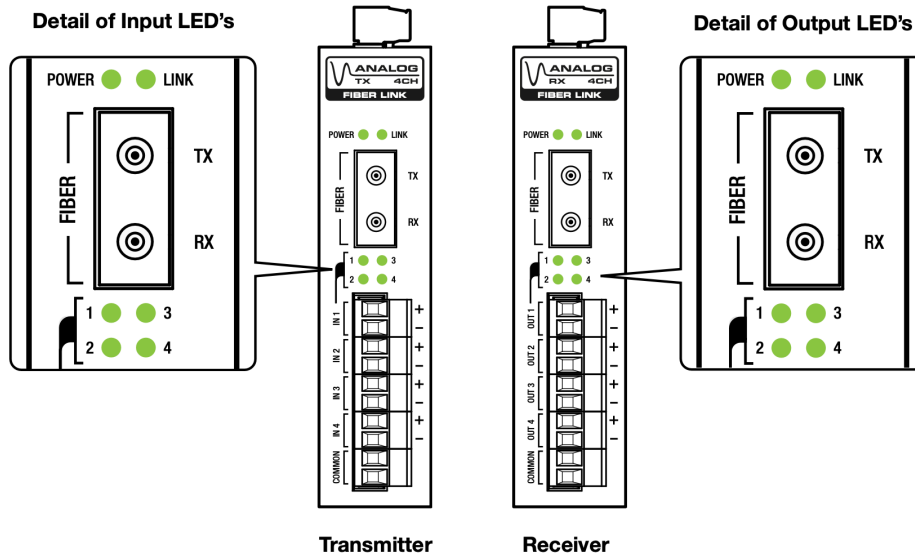 Detail of Input LED's
POWER LINK
FIBER
TX
RX
1 3
2 4
ANALOG
TX 4CH
FIBER LINK
POWER LINK
FIBER
TX
RX
1 3
2 4
IN 1 + −
IN 2 + −
IN 3 + −
IN 4 + −
COMMON
Transmitter
ANALOG
RX 4CH
FIBER LINK
POWER LINK
FIBER
TX
RX
1 3
2 4
OUT 1 + −
OUT 2 + −
OUT 3 + −
OUT 4 + −
COMMON
Receiver
Detail of Output LED's
POWER LINK
FIBER
TX
RX
1 3
2 4